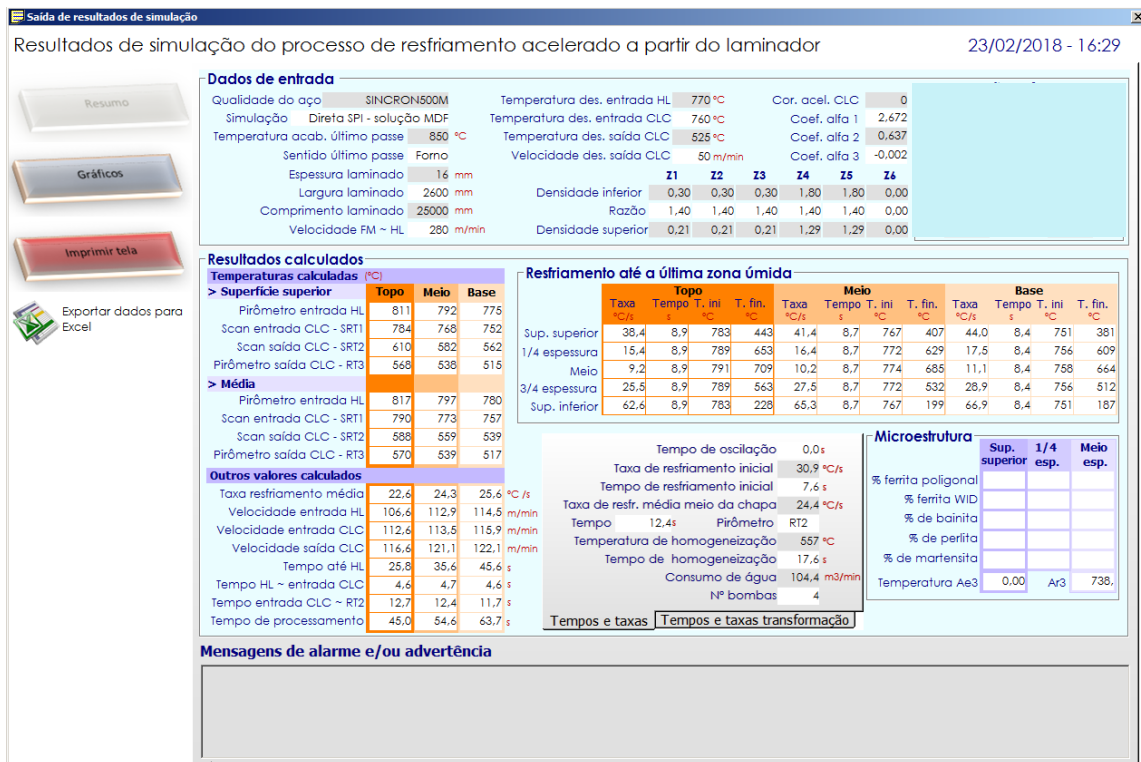 Saída de resultados de simulação
Resultados de simulação do processo de resfriamento acelerado a partir do laminador 23/02/2018 - 16:29
Resumo
Gráficos
Imprimir tela
Exportar dados para
Excel
Dados de entrada
Qualidade do aço SINCRON500M Temperatura des. entrada HL 770 °C Cor. acel. CLC 0
Simulação Direta SPI - solução MDF Temperatura des. entrada CLC 760 °C Coef. alfa 1 2,672
Temperatura acab. último passe 850 °C Temperatura des. saída CLC 525 °C Coef. alfa 2 0,637
Sentido último passe Forno Velocidade des. saída CLC 50 m/min Coef. alfa 3 -0,002
Espessura laminado 16 mm Z1 Z2 Z3 Z4 Z5 Z6
Largura laminado 2600 mm Densidade inferior 0,30 0,30 0,30 1,80 1,80 0,00
Comprimento laminado 25000 mm Razão 1,40 1,40 1,40 1,40 1,40 0,00
Velocidade FM ~ HL 280 m/min Densidade superior 0,21 0,21 0,21 1,29 1,29 0,00
Resultados calculados
Temperaturas calculadas (°C)
> Superfície superior Topo Meio Base
Pirômetro entrada HL 811 792 775
Scan entrada CLC - SRT1 784 768 752
Scan saída CLC - SRT2 610 582 562
Pirômetro saída CLC - RT3 568 538 515
> Média
Pirômetro entrada HL 817 797 780
Scan entrada CLC - SRT1 790 773 757
Scan saída CLC - SRT2 588 559 539
Pirômetro saída CLC - RT3 570 539 517
Outros valores calculados
Taxa resfriamento média 22,6 24,3 25,6 °C /s
Velocidade entrada HL 106,6 112,9 114,5 m/min
Velocidade entrada CLC 112,6 113,5 115,9 m/min
Velocidade saída CLC 116,6 121,1 122,1 m/min
Tempo até HL 25,8 35,6 45,6 s
Tempo HL ~ entrada CLC 4,6 4,7 4,6 s
Tempo entrada CLC ~ RT2 12,7 12,4 11,7 s
Tempo de processamento 45,0 54,6 63,7 s
Resfriamento até a última zona úmida
Topo Meio Base
Taxa Tempo T. ini T. fin. Taxa Tempo T. ini T. fin. Taxa Tempo T. ini T. fin.
°C/s s °C °C °C/s s °C °C °C/s s °C °C
Sup. superior 38,4 8,9 783 443 41,4 8,7 767 407 44,0 8,4 751 381
1/4 espessura 15,4 8,9 789 653 16,4 8,7 772 629 17,5 8,4 756 609
Meio 9,2 8,9 791 709 10,2 8,7 774 685 11,1 8,4 758 664
3/4 espessura 25,5 8,9 789 563 27,5 8,7 772 532 28,9 8,4 756 512
Sup. inferior 62,6 8,9 783 228 65,3 8,7 767 199 66,9 8,4 751 187
Tempo de oscilação 0,0 s
Taxa de resfriamento inicial 30,9 °C/s
Tempo de resfriamento inicial 7,6 s
Taxa de resfr. média meio da chapa 24,4 °C/s
Tempo 12,4 s Pirômetro RT2
Temperatura de homogeneização 557 °C
Tempo de homogeneização 17,6 s
Consumo de água 104,4 m3/min
Nº bombas 4
Tempos e taxas Tempos e taxas transformação
Microestrutura
Sup. 1/4 Meio
superior esp. esp.
% ferrita poligonal
% ferrita WID
% de bainita
% de perlita
% de martensita
Temperatura Ae3 0,00 Ar3 738,
Mensagens de alarme e/ou advertência